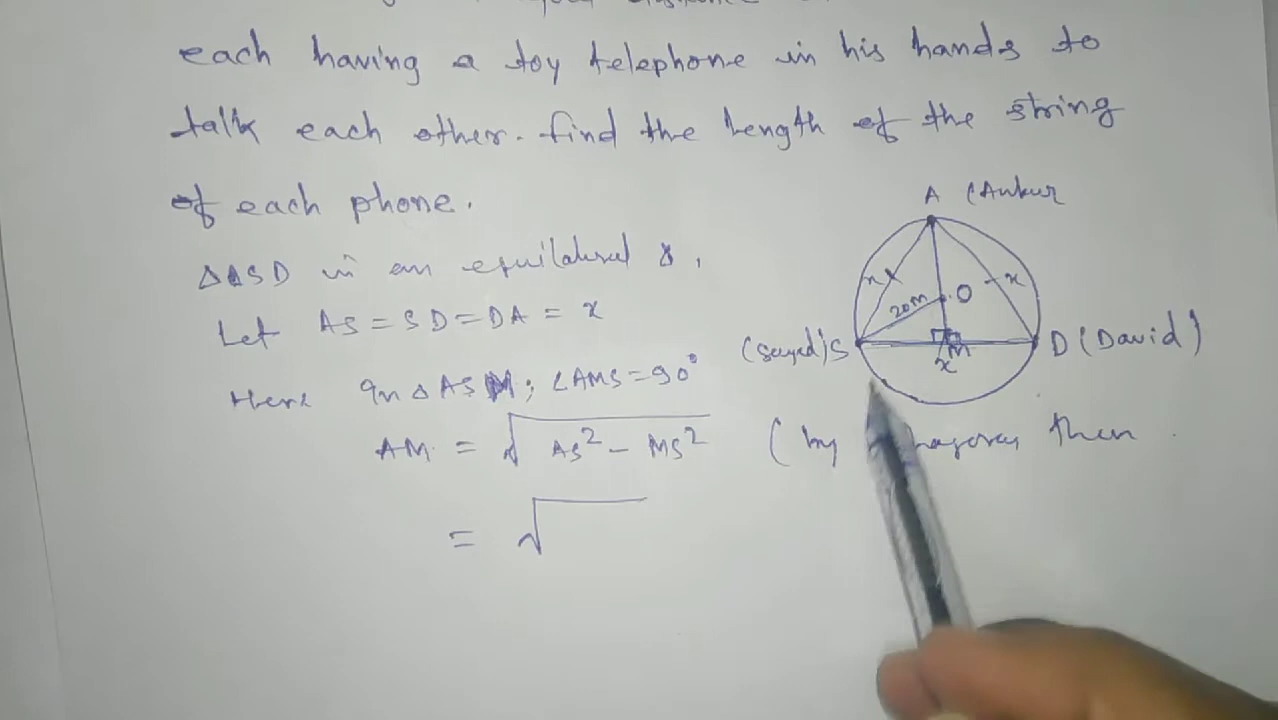 each having a toy telephone in his hands to
talk each other. find the length of the string
of each phone.
A (Ankur
ΔASD is an equilateral Δ,
x
x
20m
O
Let AS = SD = DA = x
(Sayed) S
M
D (David)
x
Here In Δ ASM; ∠AMS = 90°
AM = √AS² - MS² (by then
= √